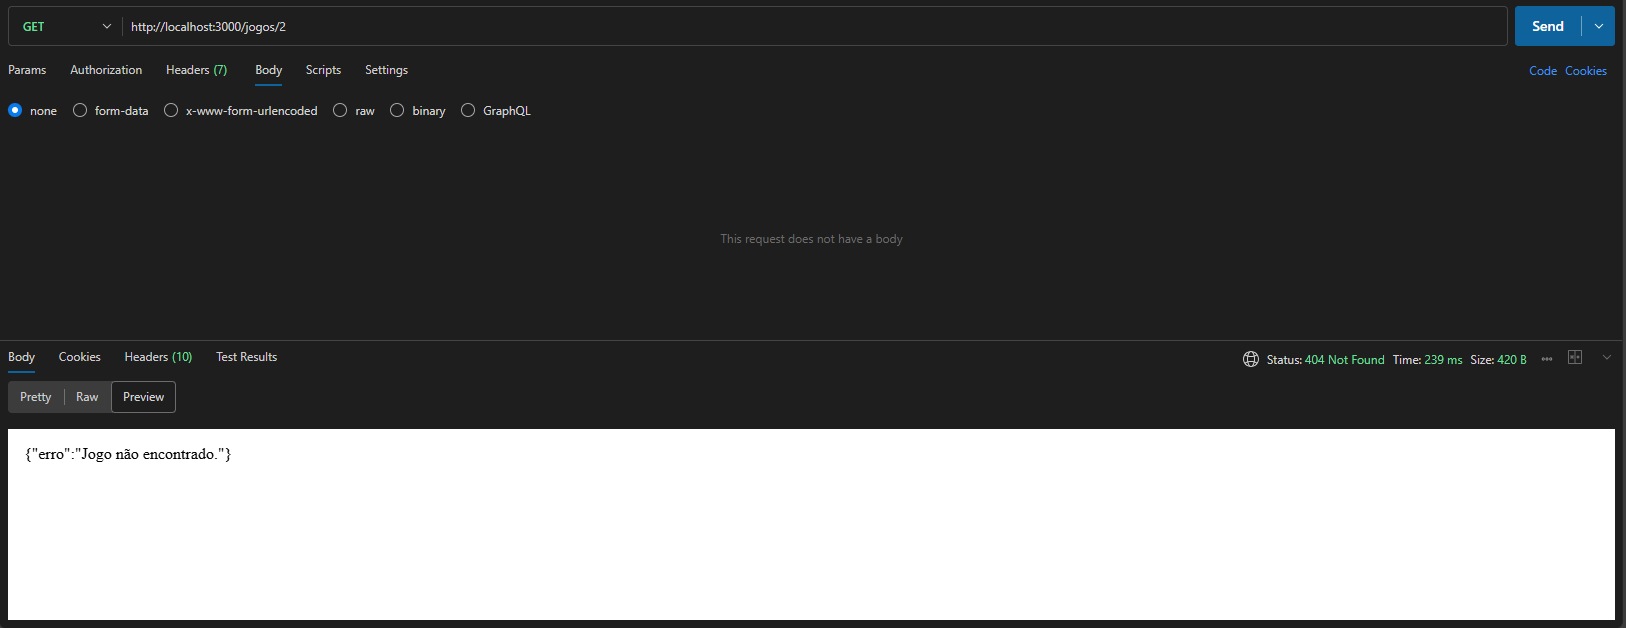 GET http://localhost:3000/jogos/2 Send
Params Authorization Headers (7) Body Scripts Settings Code Cookies
none form-data x-www-form-urlencoded raw binary GraphQL
This request does not have a body
Body Cookies Headers (10) Test Results Status: 404 Not Found Time: 239 ms Size: 420 B
Pretty Raw Preview
{"erro":"Jogo não encontrado."}